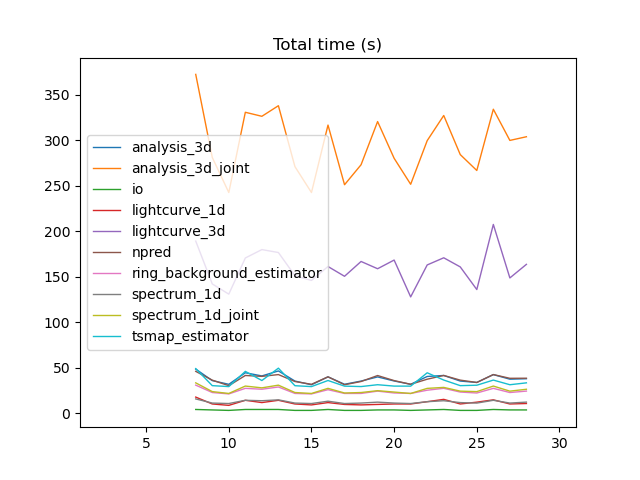 Total time (s)
350
300
250
200
150
100
50
0
analysis_3d
analysis_3d_joint
io
lightcurve_1d
lightcurve_3d
npred
ring_background_estimator
spectrum_1d
spectrum_1d_joint
tsmap_estimator
5 10 15 20 25 30